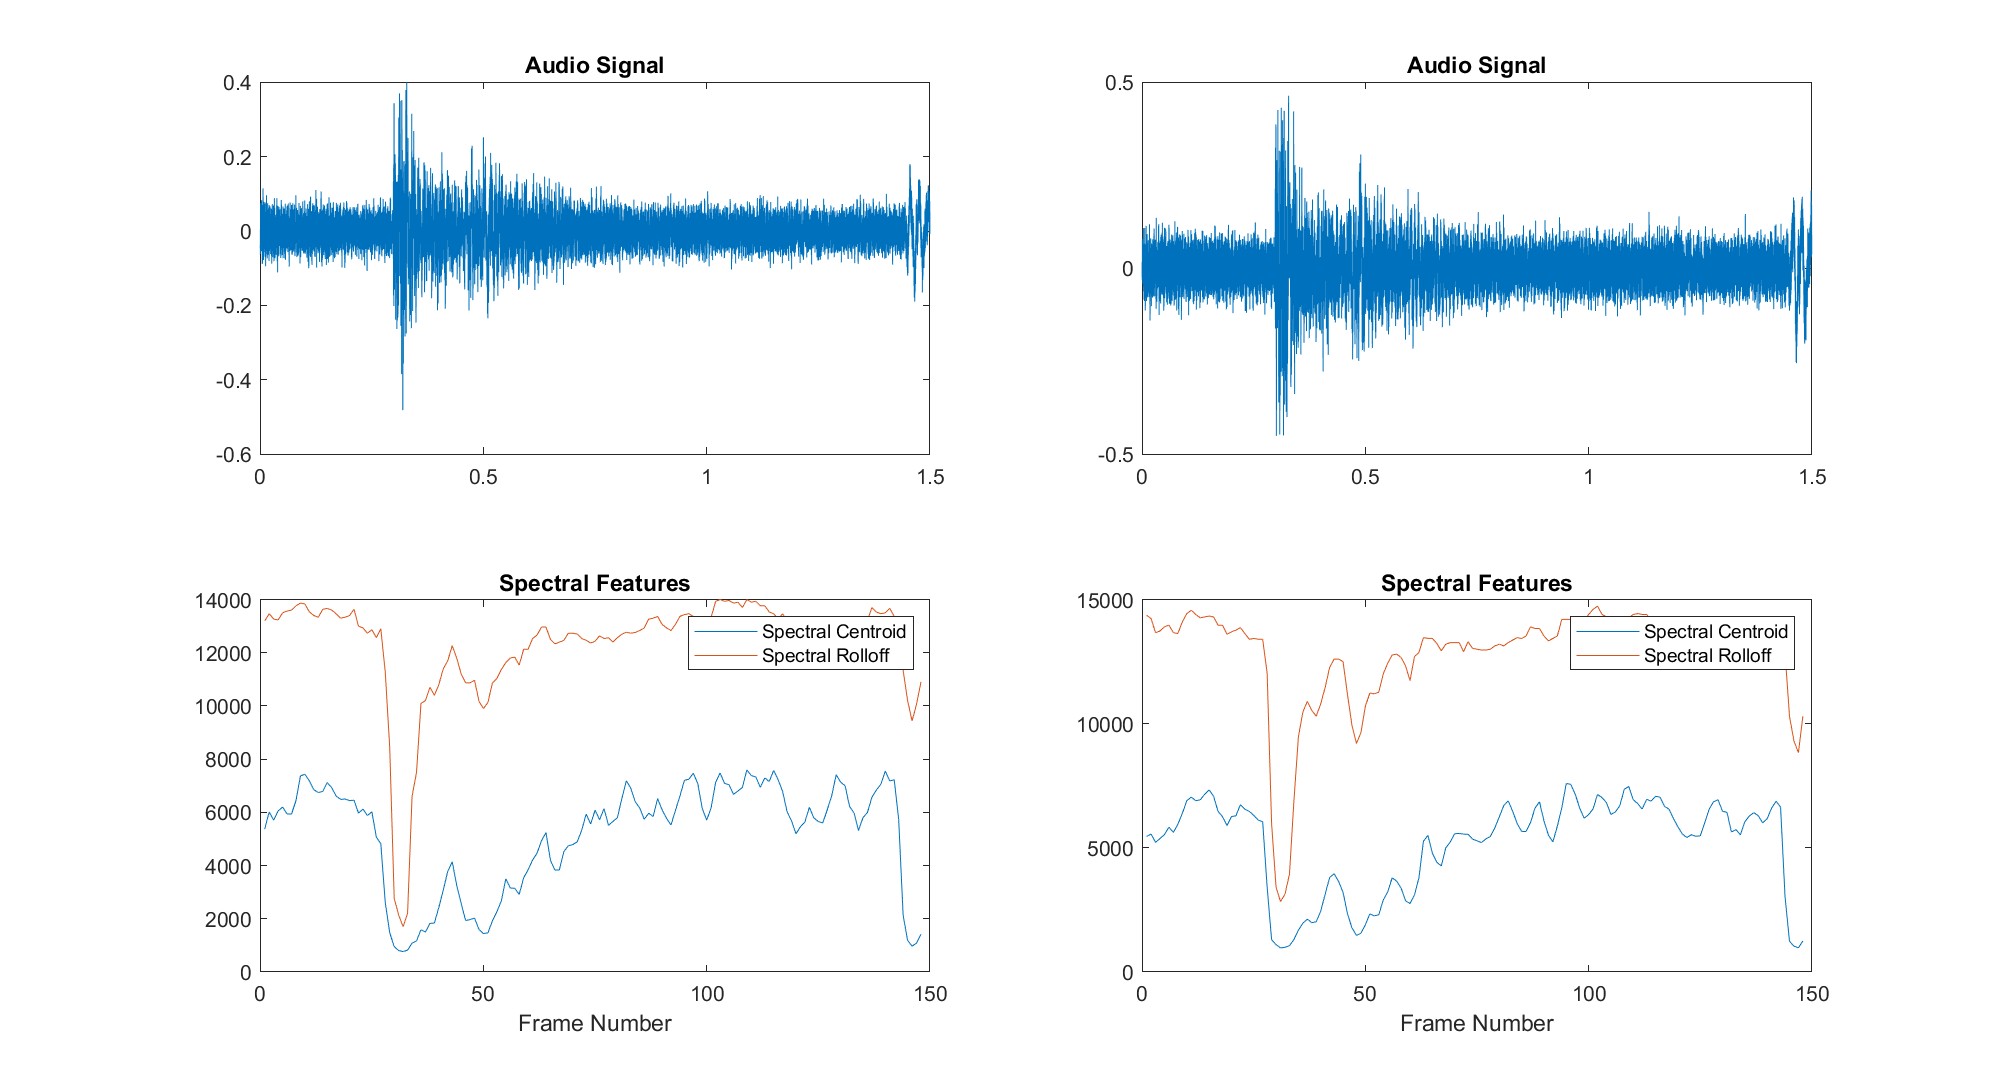 Audio Signal
0.4
0.2
0
-0.2
-0.4
-0.6
0 0.5 1 1.5
Audio Signal
0.5
0
-0.5
0 0.5 1 1.5
Spectral Features
14000
12000
10000
8000
6000
4000
2000
0
Spectral Centroid
Spectral Rolloff
0 50 100 150
Frame Number
Spectral Features
15000
10000
5000
0
Spectral Centroid
Spectral Rolloff
0 50 100 150
Frame Number